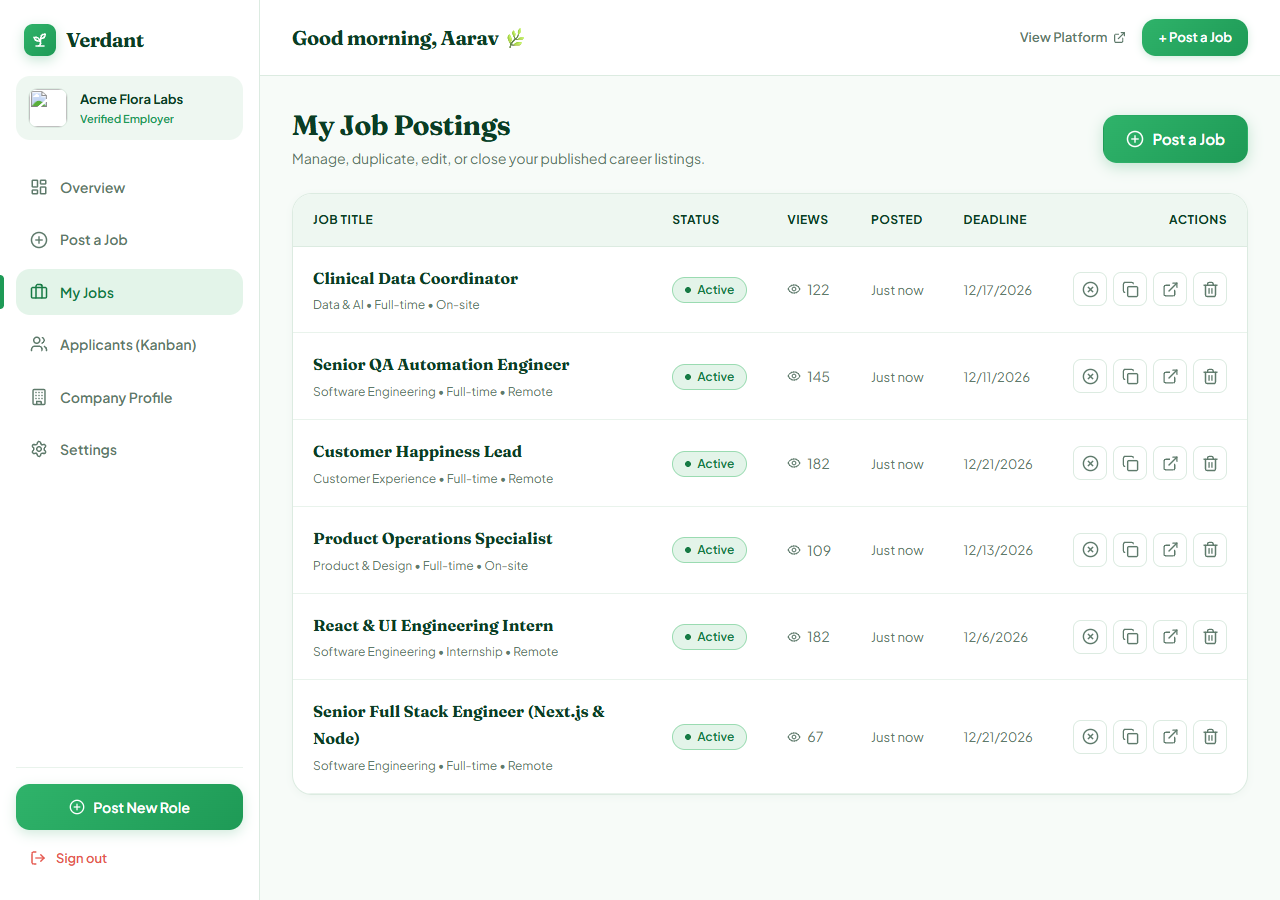 Verdant
Acme Flora Labs
Verified Employer
Overview
Post a Job
My Jobs
Applicants (Kanban)
Company Profile
Settings
Post New Role
Sign out
Good morning, Aarav 🌿
View Platform
+ Post a Job
My Job Postings
Manage, duplicate, edit, or close your published career listings.
Post a Job
JOB TITLE STATUS VIEWS POSTED DEADLINE ACTIONS
Clinical Data Coordinator
Data & AI • Full-time • On-site
Active 122 Just now 12/17/2026
Senior QA Automation Engineer
Software Engineering • Full-time • Remote
Active 145 Just now 12/11/2026
Customer Happiness Lead
Customer Experience • Full-time • Remote
Active 182 Just now 12/21/2026
Product Operations Specialist
Product & Design • Full-time • On-site
Active 109 Just now 12/13/2026
React & UI Engineering Intern
Software Engineering • Internship • Remote
Active 182 Just now 12/6/2026
Senior Full Stack Engineer (Next.js &
Node)
Software Engineering • Full-time • Remote
Active 67 Just now 12/21/2026